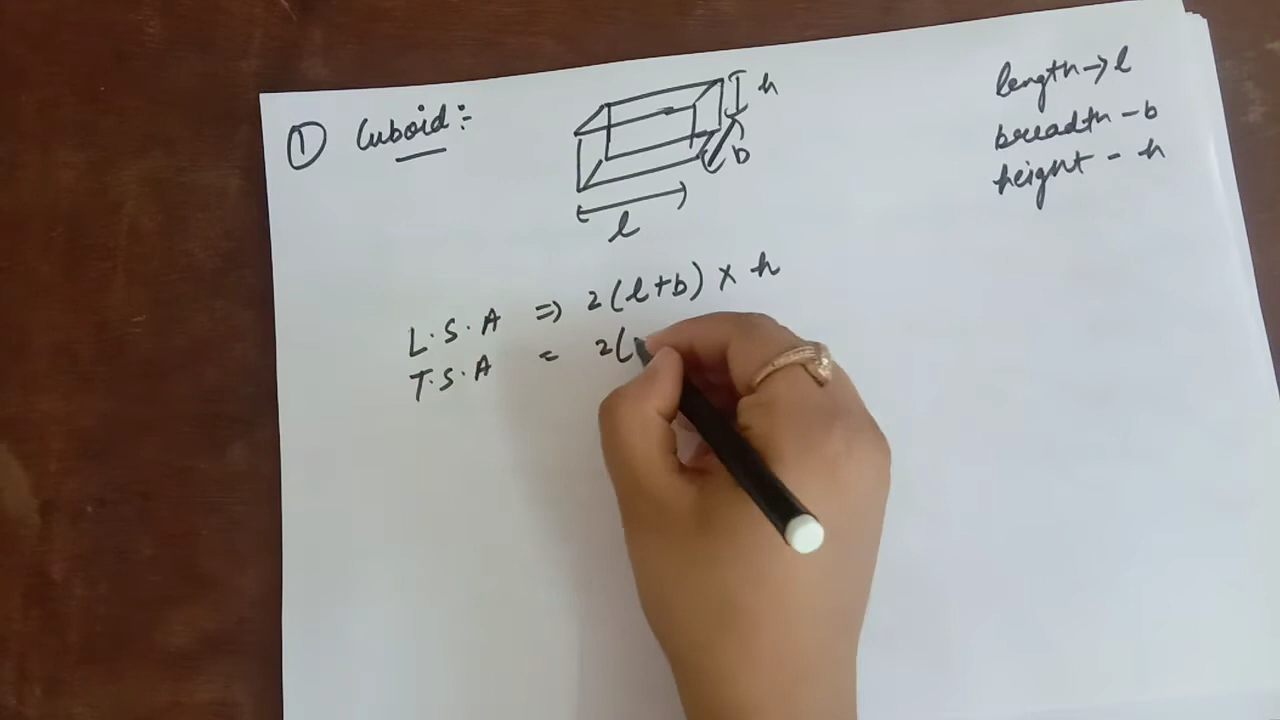 ① Cuboid :-
h
b
l
length → l
breadth - b
height - h
L.S.A ⇒ 2(l+b) × h
T.S.A = 2(